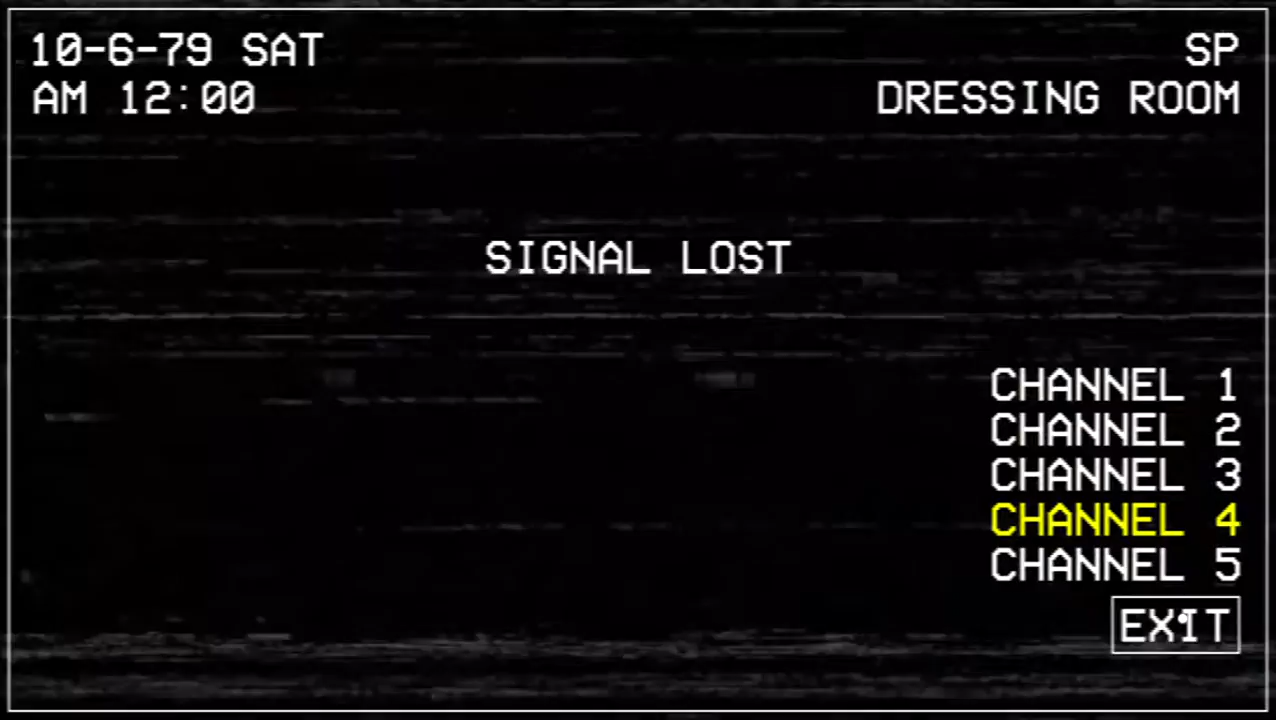 10-6-79 SAT
SP
AM 12:00
DRESSING ROOM
SIGNAL LOST
CHANNEL 1
CHANNEL 2
CHANNEL 3
CHANNEL 4
CHANNEL 5
EXIT